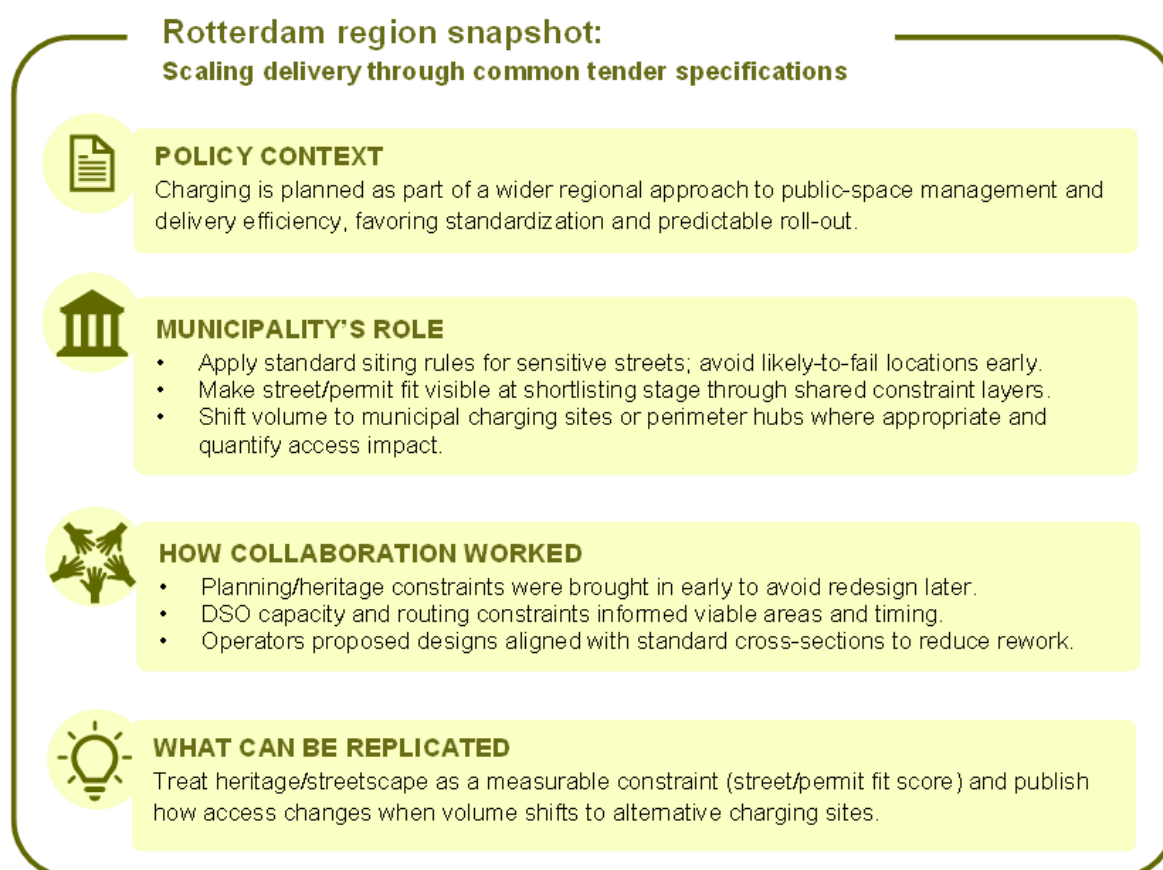 Rotterdam region snapshot:
Scaling delivery through common tender specifications
POLICY CONTEXT
Charging is planned as part of a wider regional approach to public-space management and
delivery efficiency, favoring standardization and predictable roll-out.
MUNICIPALITY'S ROLE
• Apply standard siting rules for sensitive streets; avoid likely-to-fail locations early.
• Make street/permit fit visible at shortlisting stage through shared constraint layers.
• Shift volume to municipal charging sites or perimeter hubs where appropriate and
quantify access impact.
HOW COLLABORATION WORKED
• Planning/heritage constraints were brought in early to avoid redesign later.
• DSO capacity and routing constraints informed viable areas and timing.
• Operators proposed designs aligned with standard cross-sections to reduce rework.
WHAT CAN BE REPLICATED
Treat heritage/streetscape as a measurable constraint (street/permit fit score) and publish
how access changes when volume shifts to alternative charging sites.